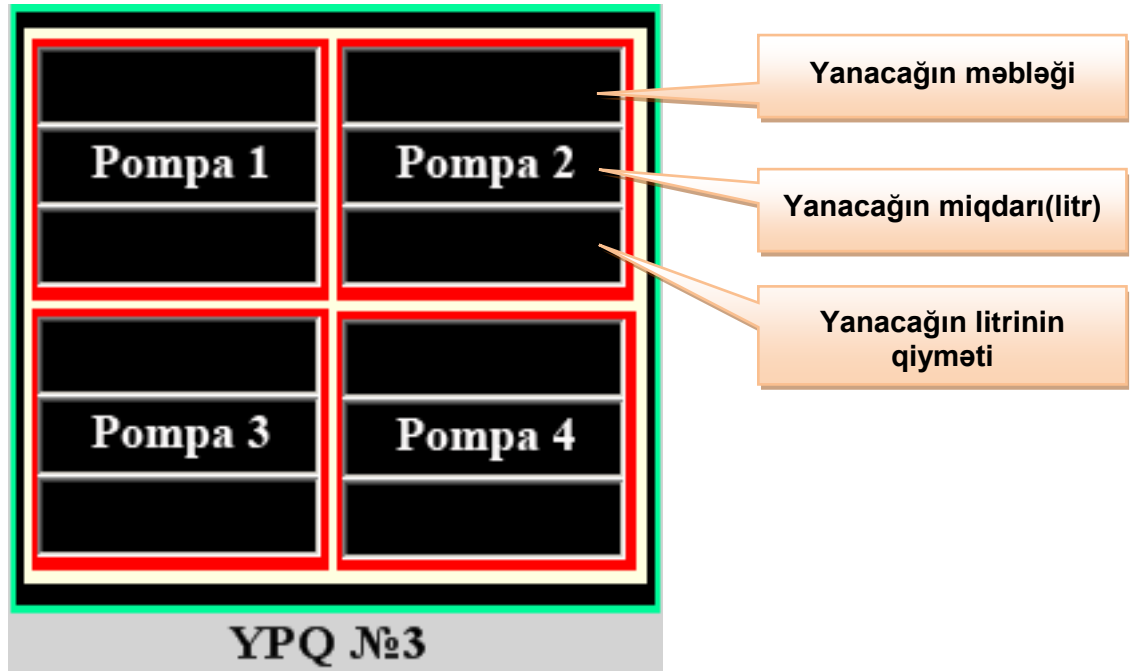 Pompa 1
Pompa 2
Pompa 3
Pompa 4
YPQ №3
Yanacağın məbləği
Yanacağın miqdarı(litr)
Yanacağın litrinin
qiyməti